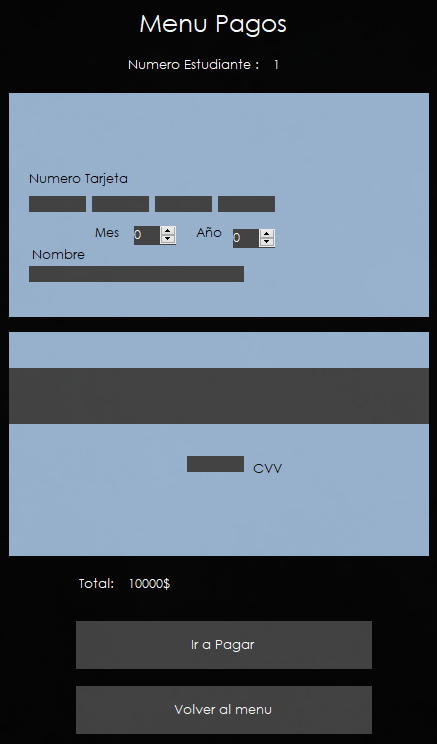 Menu Pagos
Numero Estudiante : 1
Numero Tarjeta
Mes 0 Año 0
Nombre
CVV
Total: 10000$
Ir a Pagar
Volver al menu